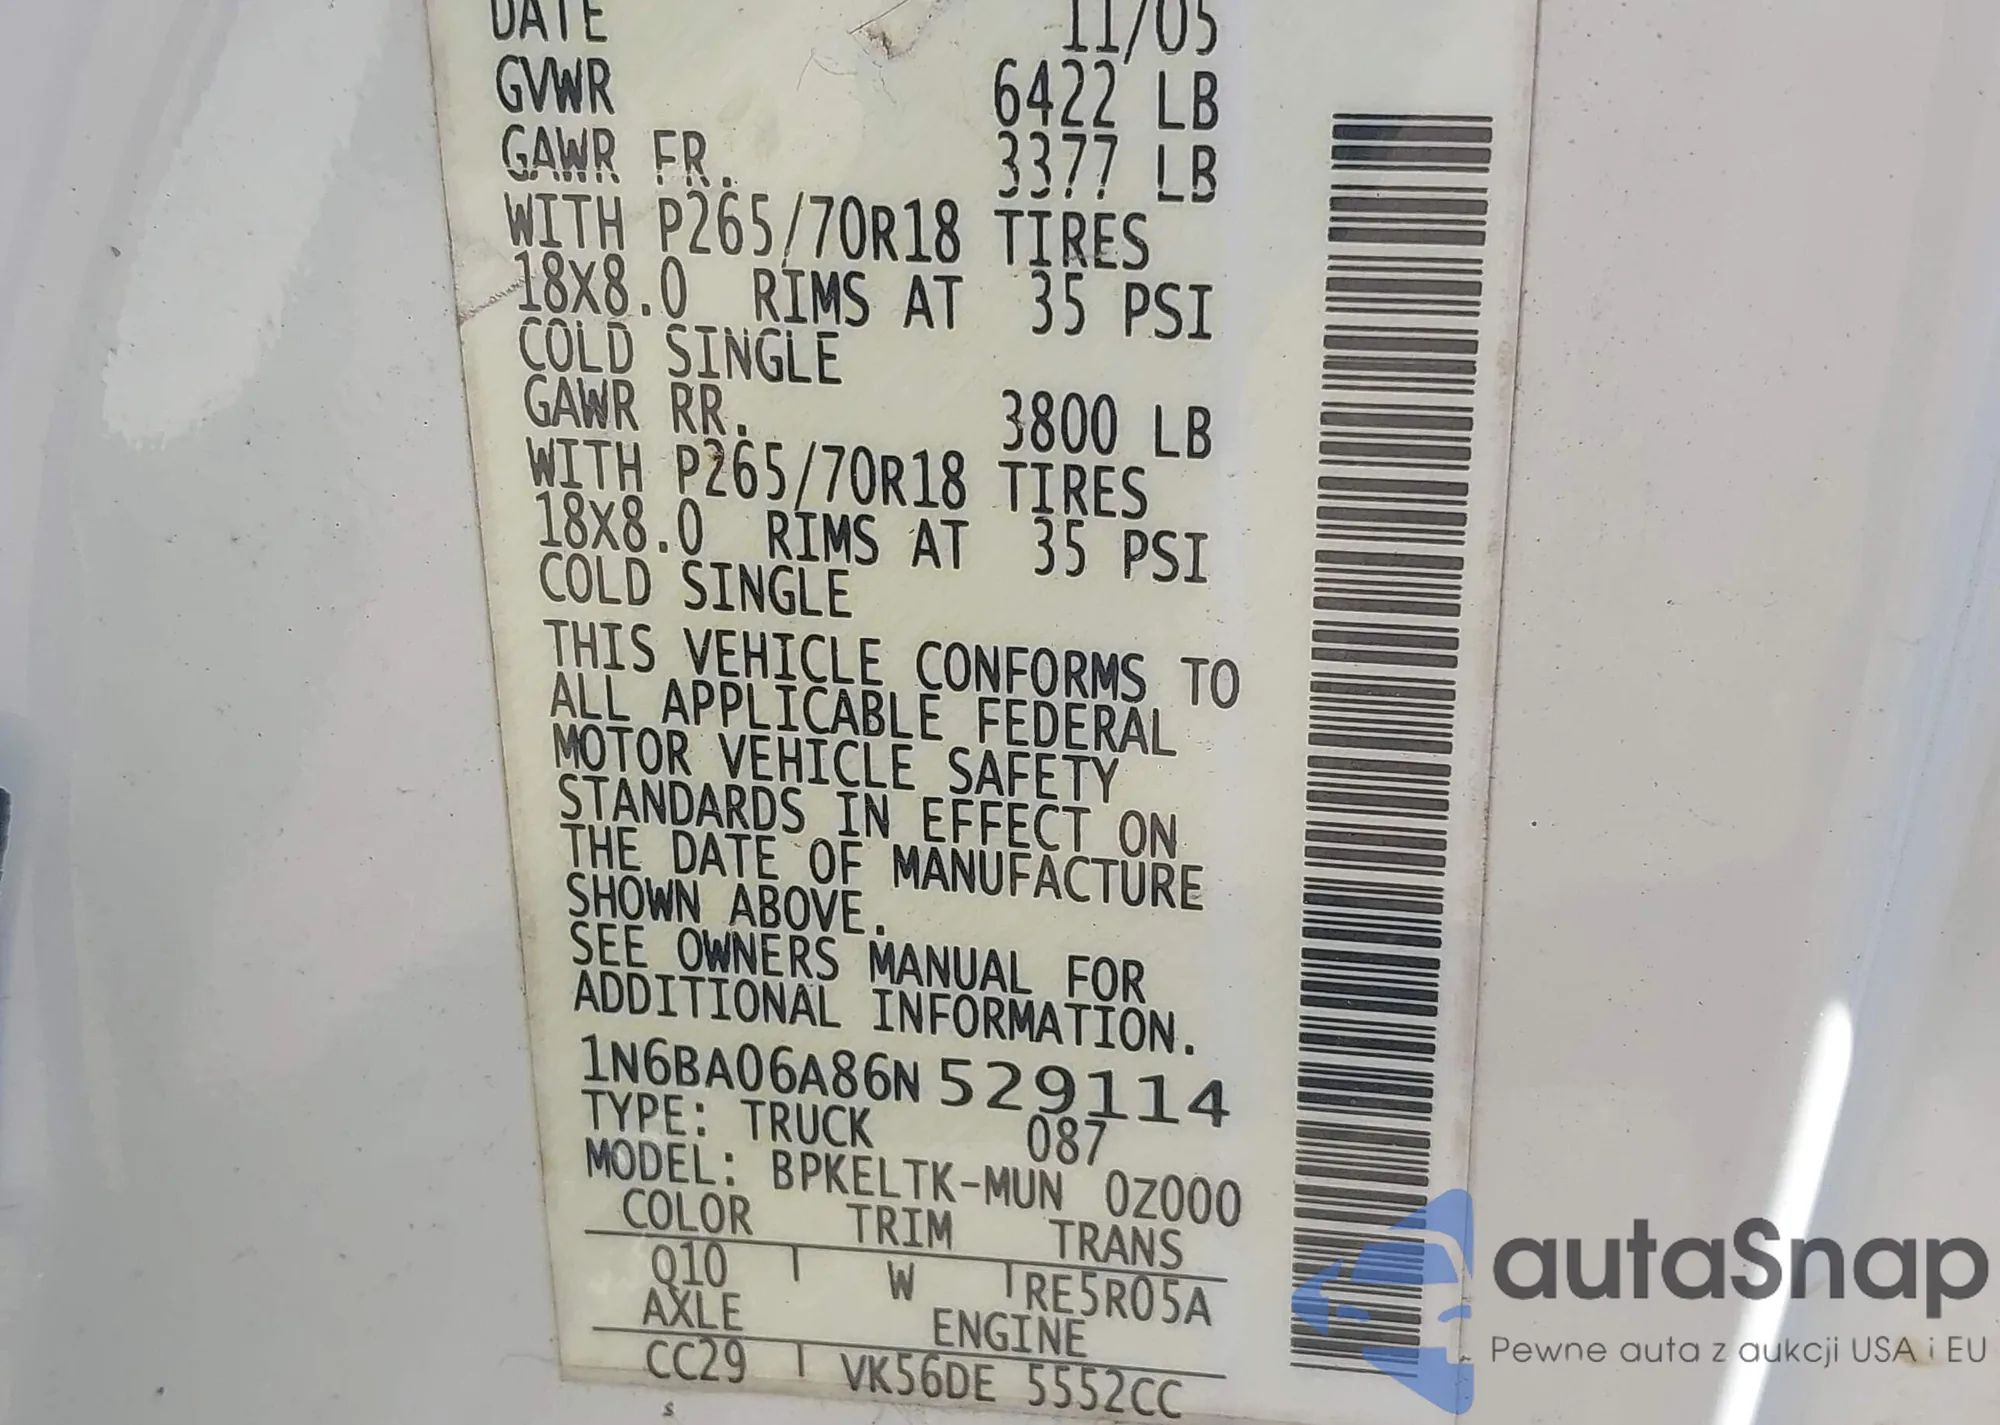 DATE 11/05
GVWR 6422 LB
GAWR FR. 3377 LB
WITH P265/70R18 TIRES
18X8.0 RIMS AT 35 PSI
COLD SINGLE
GAWR RR. 3800 LB
WITH P265/70R18 TIRES
18X8.0 RIMS AT 35 PSI
COLD SINGLE
THIS VEHICLE CONFORMS TO
ALL APPLICABLE FEDERAL
MOTOR VEHICLE SAFETY
STANDARDS IN EFFECT ON
THE DATE OF MANUFACTURE
SHOWN ABOVE.
SEE OWNERS MANUAL FOR
ADDITIONAL INFORMATION.
1N6BA06A86N 529114
TYPE: TRUCK 087
MODEL: BPKELTK-MUN 0Z000
COLOR TRIM TRANS
Q10 W RE5R05A
AXLE ENGINE
CC29 VK56DE 5552CC
autaSnap
Pewne auta z aukcji USA i EU